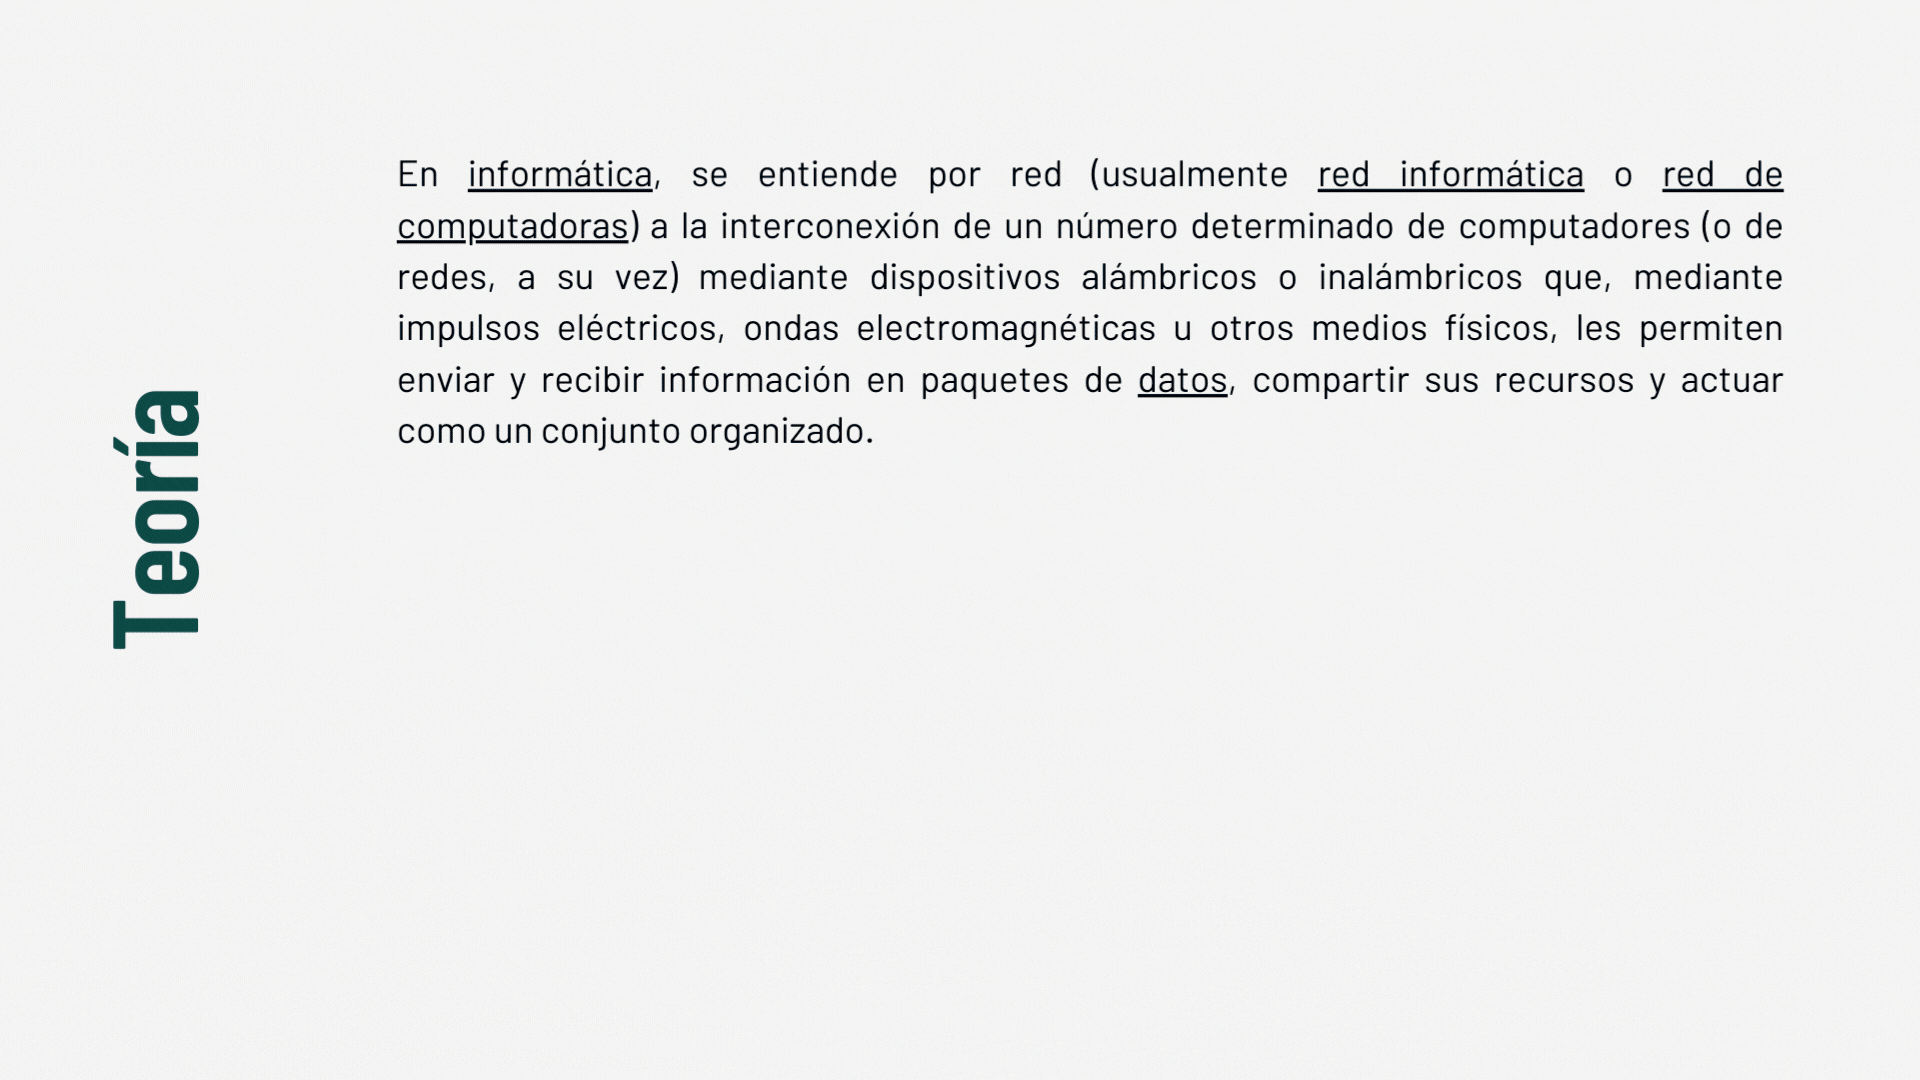 Teoría
En informática, se entiende por red (usualmente red informática o red de
computadoras) a la interconexión de un número determinado de computadores (o de
redes, a su vez) mediante dispositivos alámbricos o inalámbricos que, mediante
impulsos eléctricos, ondas electromagnéticas u otros medios físicos, les permiten
enviar y recibir información en paquetes de datos, compartir sus recursos y actuar
como un conjunto organizado.